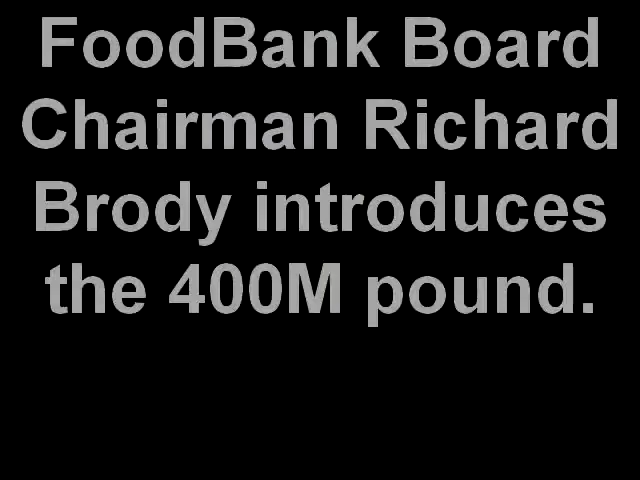 FoodBank Board
Chairman Richard
Brody introduces
the 400M pound.